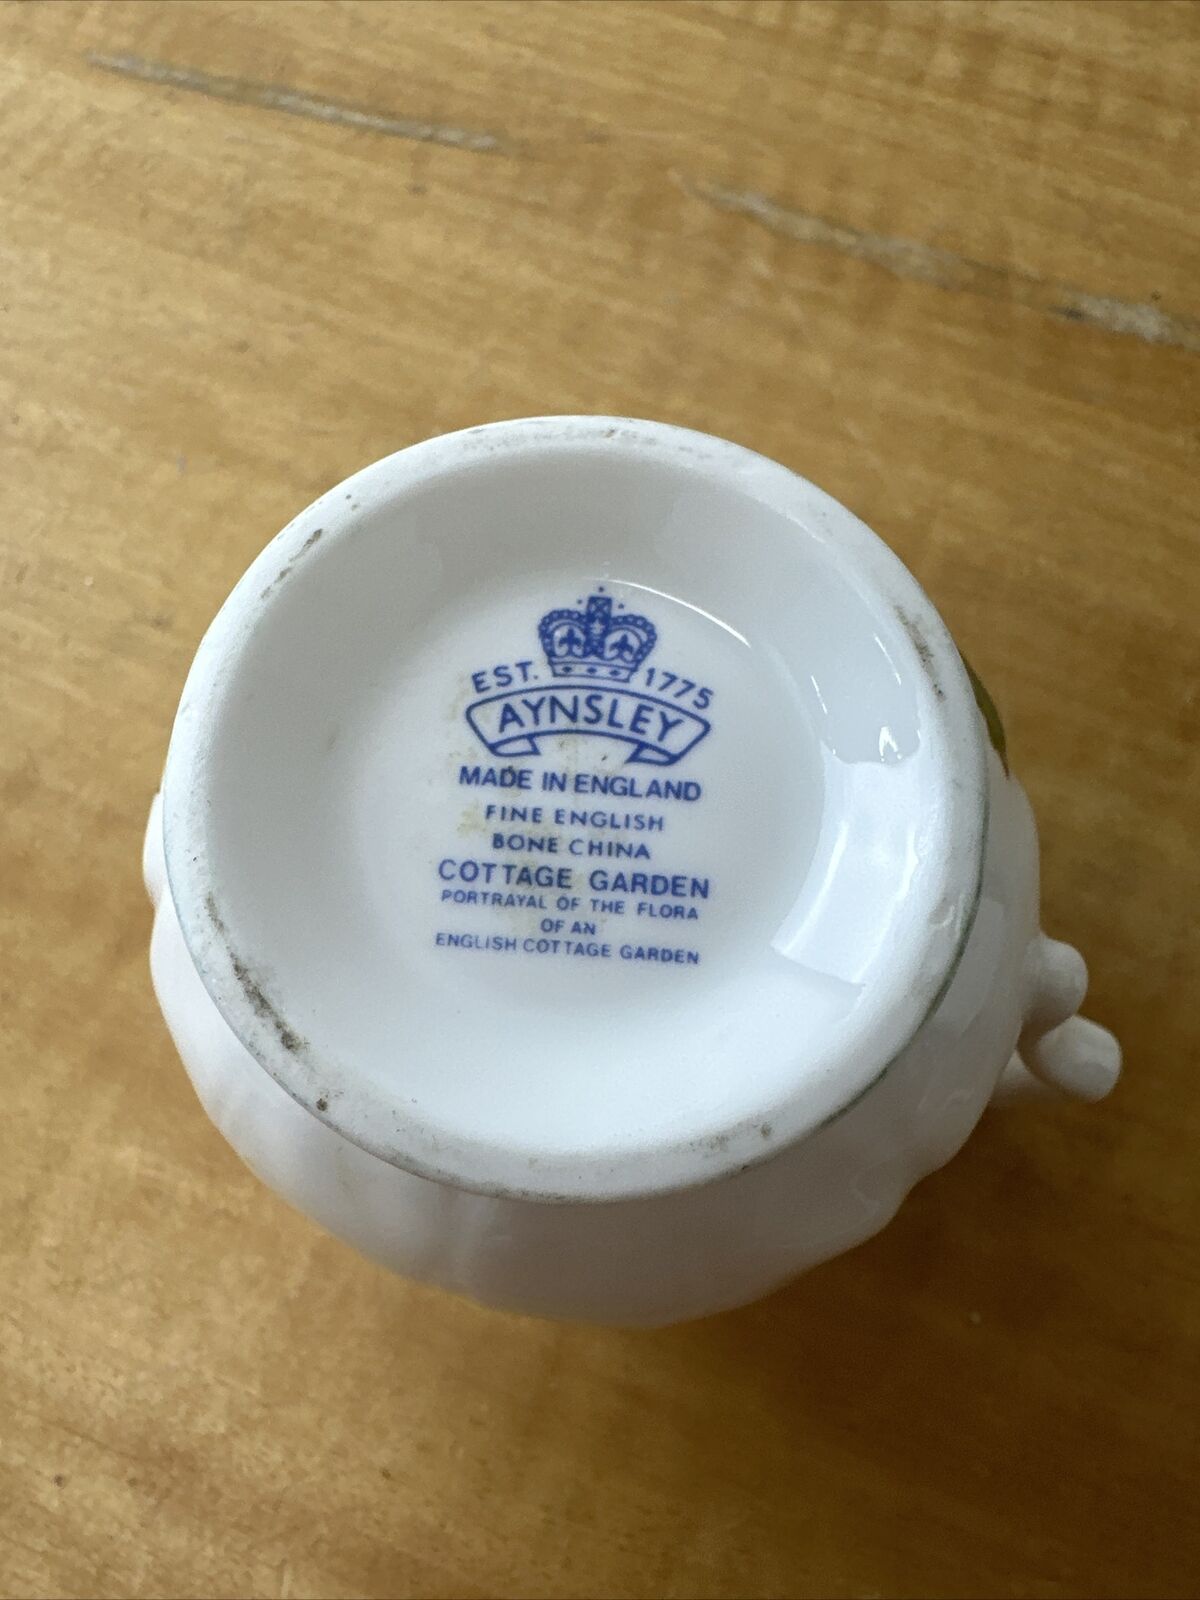 EST. 1775
AYNSLEY
MADE IN ENGLAND
FINE ENGLISH
BONE CHINA
COTTAGE GARDEN
PORTRAYAL OF THE FLORA
OF AN
ENGLISH COTTAGE GARDEN